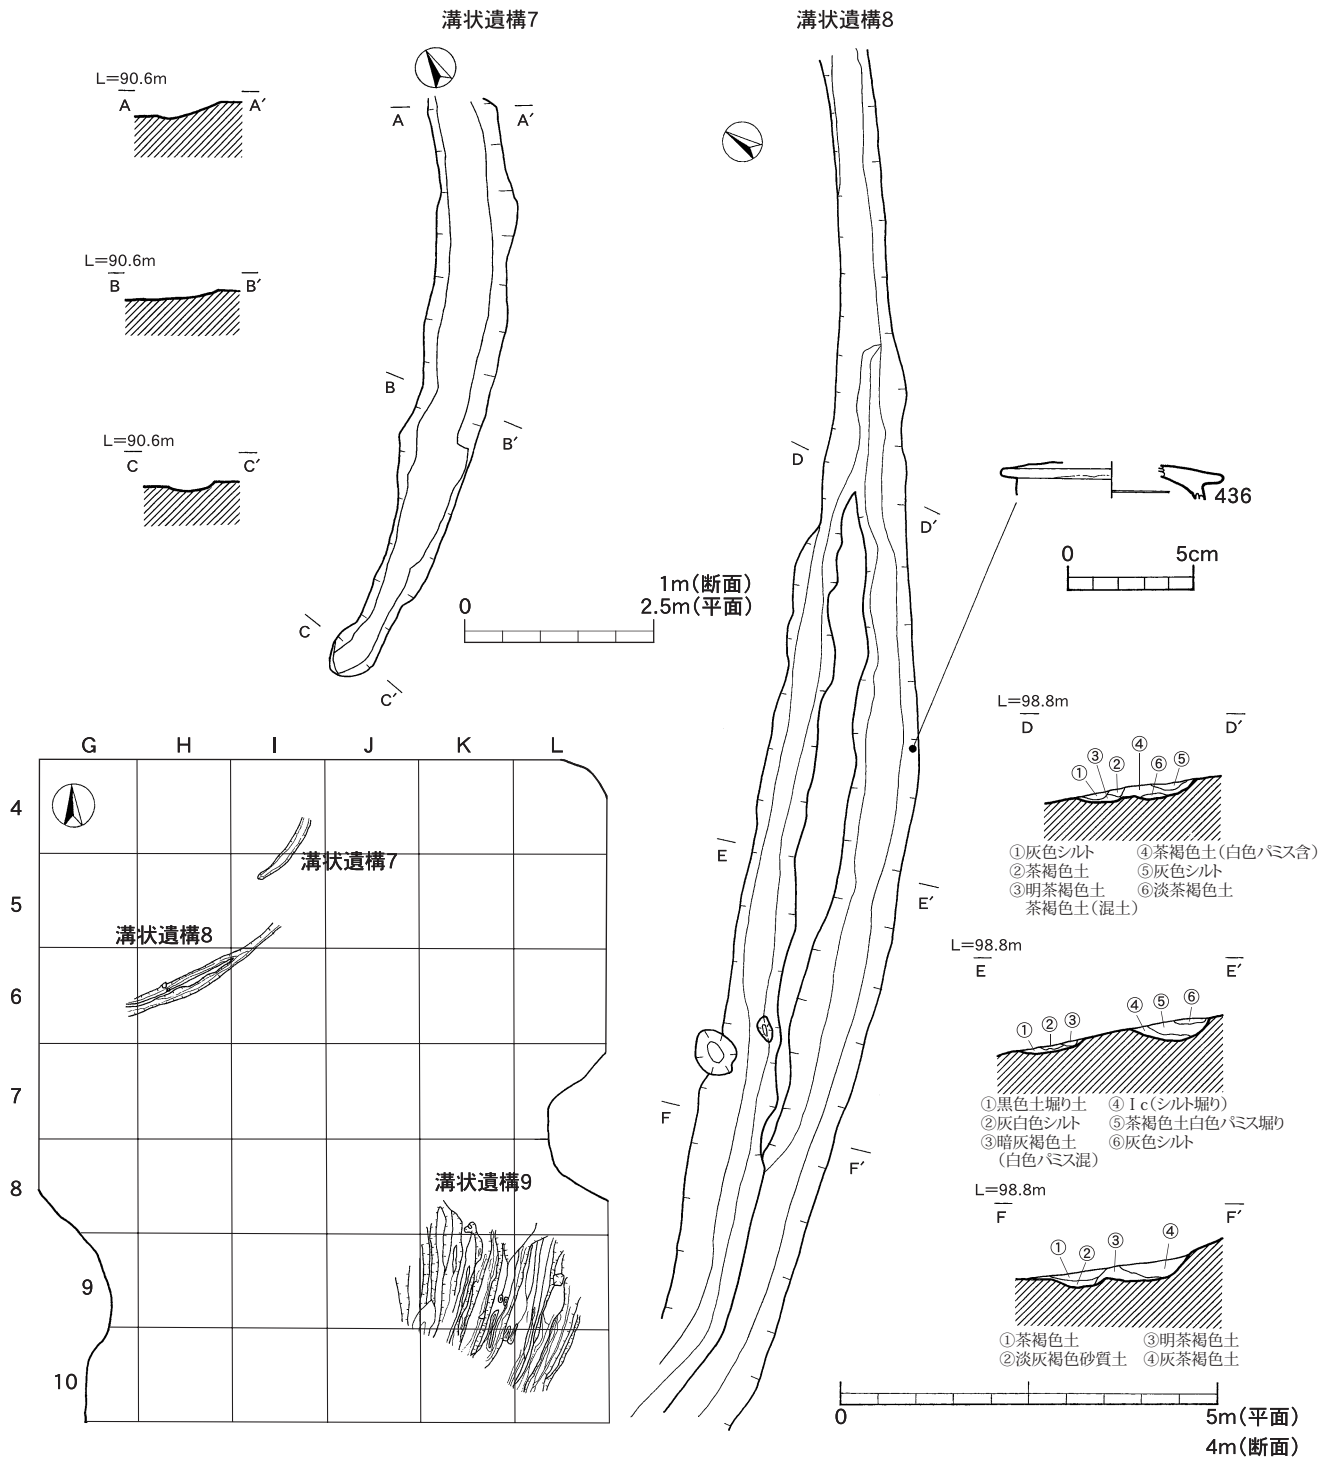 溝状遺構7
L=90.6m
A A′
L=90.6m
B B′
L=90.6m
C C′
A A′
B B′
C C′
1m(断面)
0 2.5m(平面)
溝状遺構8
D D′
E E′
F F′
436
0 5cm
L=98.8m
D D′
① ③ ② ④ ⑥ ⑤
①灰色シルト ④茶褐色土(白色パミス含)
②茶褐色土 ⑤灰色シルト
③明茶褐色土 ⑥淡茶褐色土
茶褐色土(混土)
L=98.8m
E E′
① ② ③ ④ ⑤ ⑥
①黒色土堀り土 ④Ⅰc(シルト堀り)
②灰白色シルト ⑤茶褐色土白色パミス堀り
③暗灰褐色土 ⑥灰色シルト
(白色パミス混)
L=98.8m
F F′
① ② ③ ④
①茶褐色土 ③明茶褐色土
②淡灰褐色砂質土 ④灰茶褐色土
0 5m(平面)
4m(断面)
G H I J K L
4
溝状遺構7
5
溝状遺構8
6
7
8
溝状遺構9
9
10